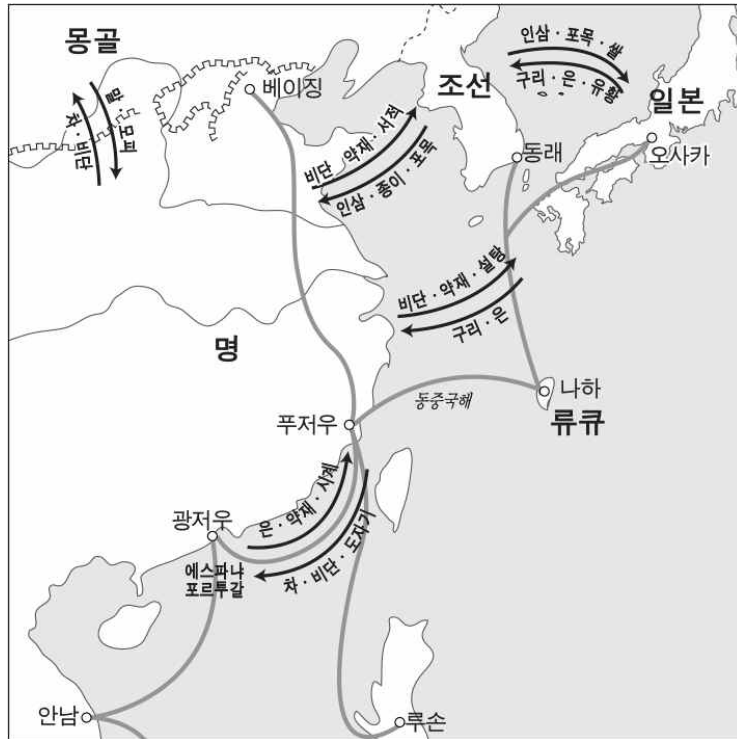 몽골
말 · 모피
차 · 비단
베이징
조선
인삼 · 포목 · 쌀
구리 · 은 · 유황
일본
오사카
동래
비단 · 약재 · 서적
인삼 · 종이 · 포목
비단 · 약재 · 설탕
구리 · 은
명
나하
류큐
동중국해
푸저우
은 · 약재 · 시계
차 · 비단 · 도자기
광저우
에스파냐
포르투갈
안남
루손